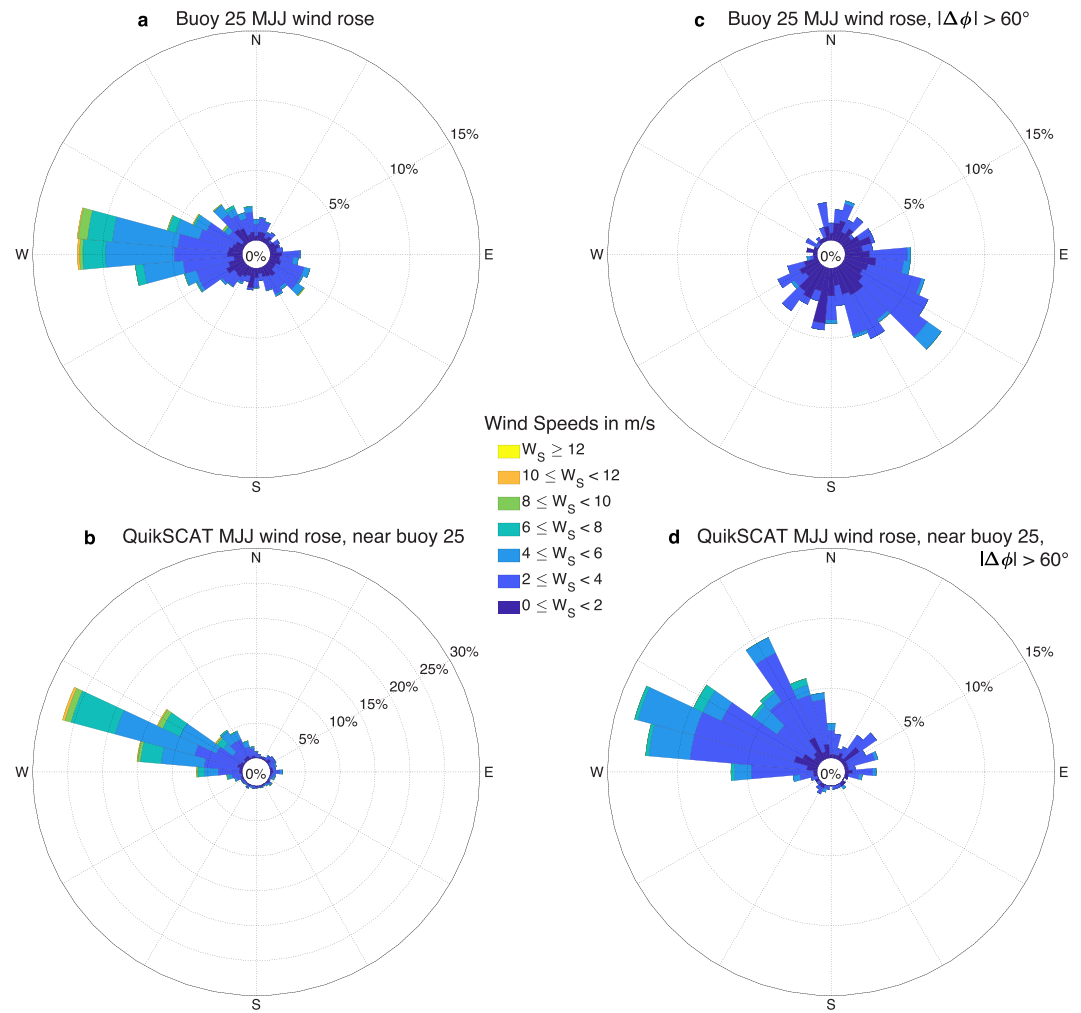 a Buoy 25 MJJ wind rose
N
15%
10%
5%
W
0%
E
S
c Buoy 25 MJJ wind rose, |Δϕ| > 60°
N
15%
10%
5%
W
0%
E
S
Wind Speeds in m/s
W_S ≥ 12
10 ≤ W_S < 12
8 ≤ W_S < 10
6 ≤ W_S < 8
4 ≤ W_S < 6
2 ≤ W_S < 4
0 ≤ W_S < 2
b QuikSCAT MJJ wind rose, near buoy 25
N
30%
25%
20%
15%
10%
5%
W
0%
E
S
d QuikSCAT MJJ wind rose, near buoy 25,
|Δϕ| > 60°
N
15%
10%
5%
W
0%
E
S